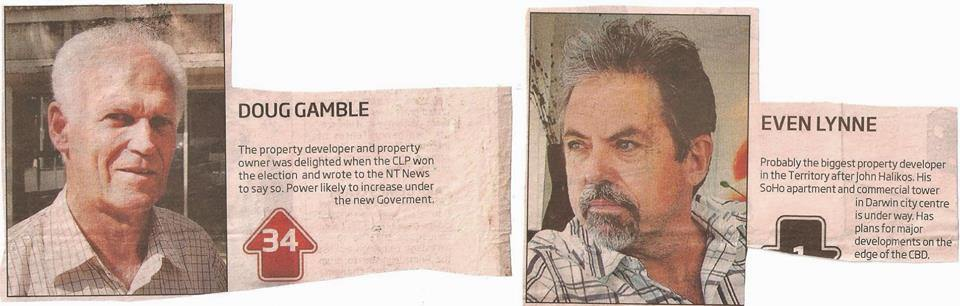 DOUG GAMBLE
The property developer and property
owner was delighted when the CLP won
the election and wrote to the NT News
to say so. Power likely to increase under
the new Goverment.
34
EVEN LYNNE
Probably the biggest property developer
in the Territory after John Halikos. His
SoHo apartment and commercial tower
in Darwin city centre
is under way. Has
plans for major
developments on the
edge of the CBD.